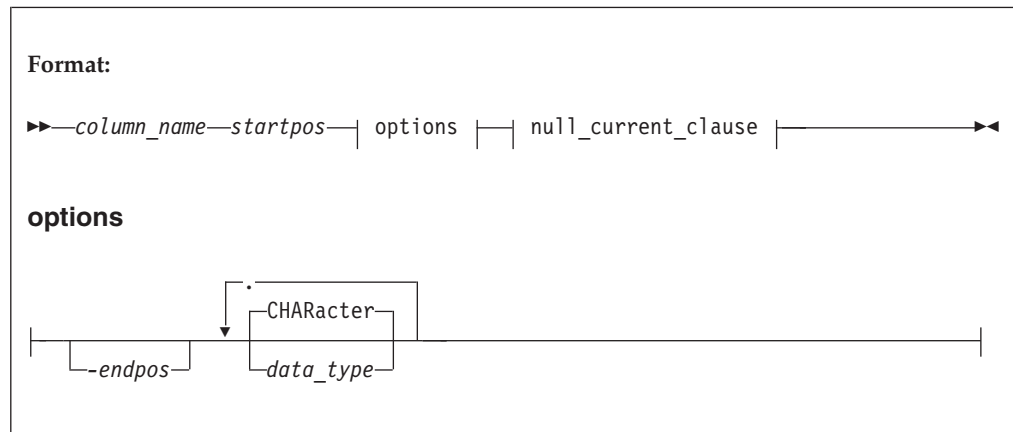 Format:
column_name startpos options null_current_clause
options
.
CHARacter
-endpos data_type